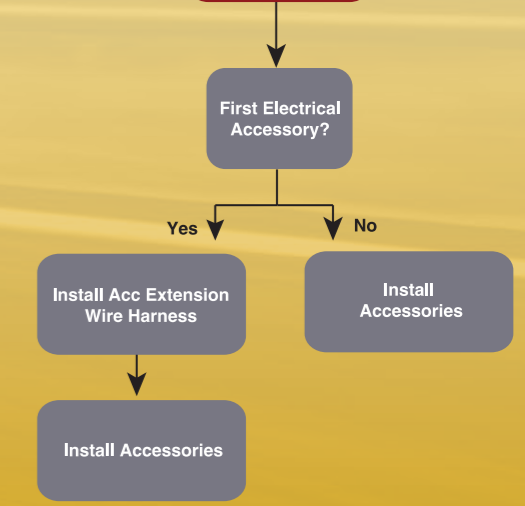 First Electrical
Accessory?
Yes
No
Install Acc Extension
Wire Harness
Install
Accessories
Install Accessories